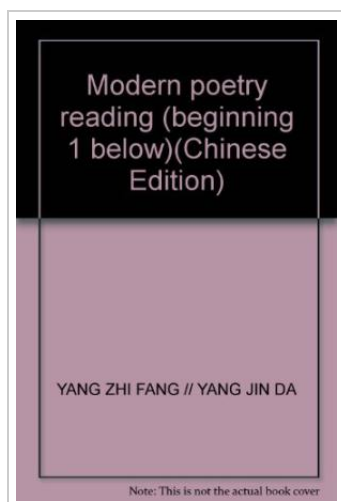 Modern poetry
reading (beginning
1 below)(Chinese
Edition)
YANG ZHI FANG // YANG JIN DA
Note: This is not the actual book cover